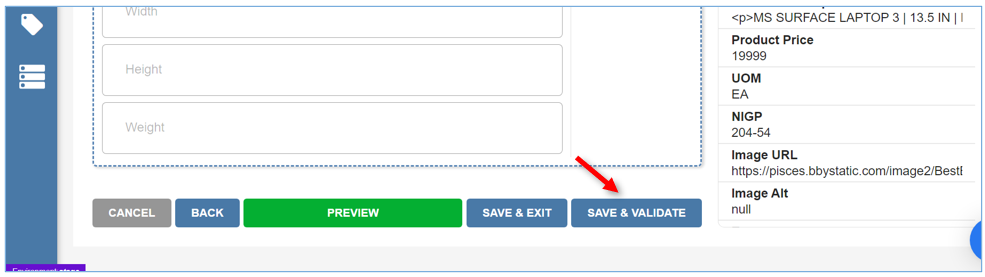 Width
Height
Weight
CANCEL
BACK
PREVIEW
SAVE & EXIT
SAVE & VALIDATE
<p>MS SURFACE LAPTOP 3 | 13.5 IN |
Product Price
19999
UOM
EA
NIGP
204-54
Image URL
https://pisces.bbystatic.com/image2/BestB
Image Alt
null